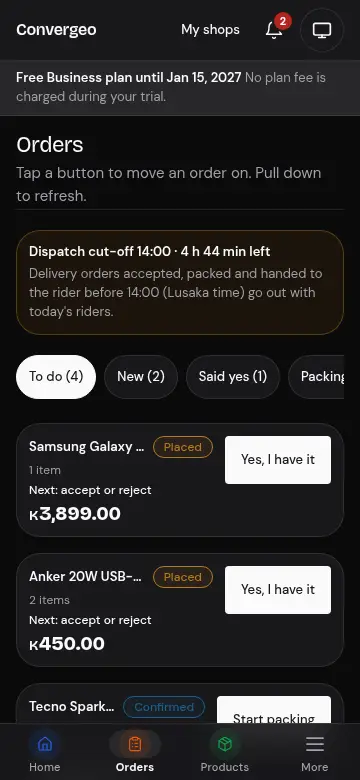 Convergeo
My shops
2
Free Business plan until Jan 15, 2027 No plan fee is
charged during your trial.
Orders
Tap a button to move an order on. Pull down
to refresh.
Dispatch cut-off 14:00 · 4 h 44 min left
Delivery orders accepted, packed and handed to
the rider before 14:00 (Lusaka time) go out with
today's riders.
To do (4)
New (2)
Said yes (1)
Packing
Samsung Galaxy ...
Placed
Yes, I have it
1 item
Next: accept or reject
K3,899.00
Anker 20W USB-...
Placed
Yes, I have it
2 items
Next: accept or reject
K450.00
Tecno Spark...
Confirmed
Start packing
Home
Orders
Products
More